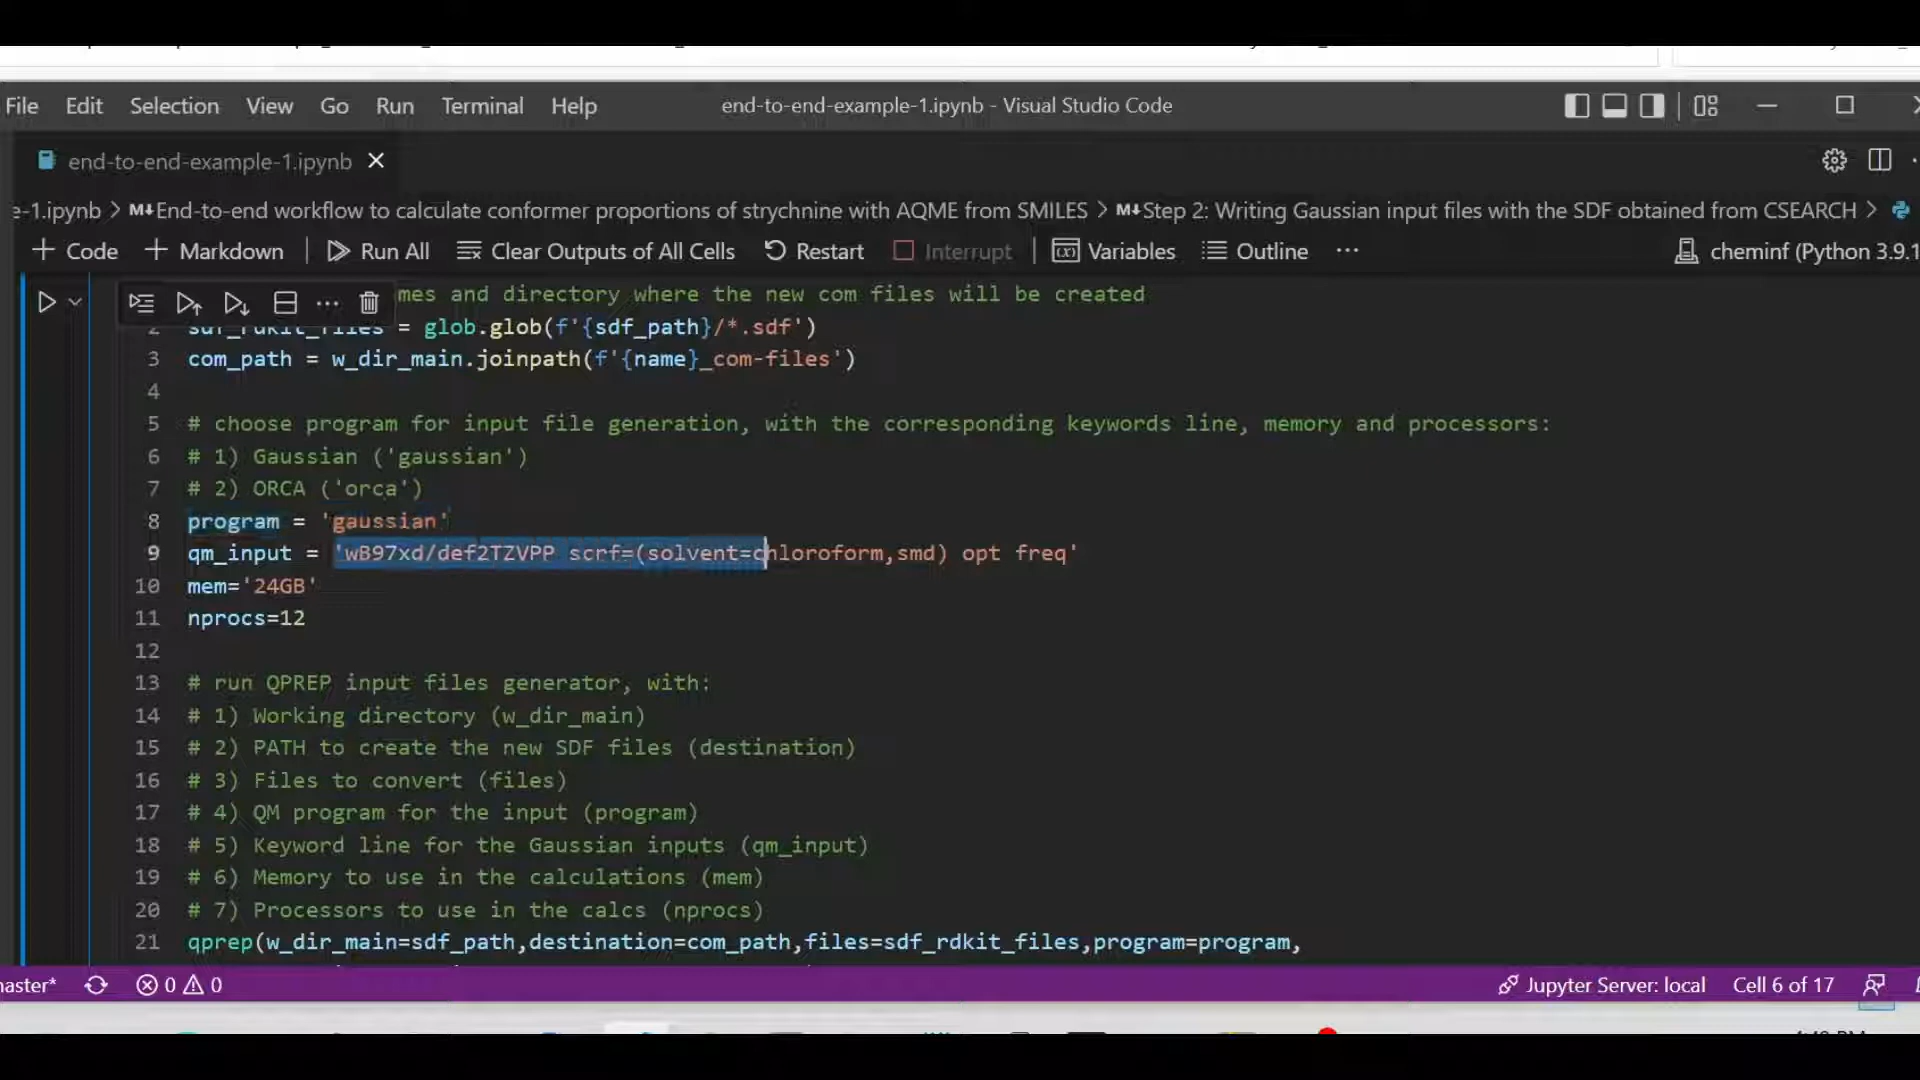 File Edit Selection View Go Run Terminal Help end-to-end-example-1.ipynb - Visual Studio Code
end-to-end-example-1.ipynb
e-1.ipynb > M↓End-to-end workflow to calculate conformer proportions of strychnine with AQME from SMILES > M↓Step 2: Writing Gaussian input files with the SDF obtained from CSEARCH >
+ Code + Markdown Run All Clear Outputs of All Cells Restart Interrupt Variables Outline ... cheminf (Python 3.9.1
mes and directory where the new com files will be created
2 sdf_rdkit_files = glob.glob(f'{sdf_path}/*.sdf')
3 com_path = w_dir_main.joinpath(f'{name}_com-files')
4
5 # choose program for input file generation, with the corresponding keywords line, memory and processors:
6 # 1) Gaussian ('gaussian')
7 # 2) ORCA ('orca')
8 program = 'gaussian'
9 qm_input = 'wB97xd/def2TZVPP scrf=(solvent=chloroform,smd) opt freq'
10 mem='24GB'
11 nprocs=12
12
13 # run QPREP input files generator, with:
14 # 1) Working directory (w_dir_main)
15 # 2) PATH to create the new SDF files (destination)
16 # 3) Files to convert (files)
17 # 4) QM program for the input (program)
18 # 5) Keyword line for the Gaussian inputs (qm_input)
19 # 6) Memory to use in the calculations (mem)
20 # 7) Processors to use in the calcs (nprocs)
21 qprep(w_dir_main=sdf_path,destination=com_path,files=sdf_rdkit_files,program=program,
master* 0 0 Jupyter Server: local Cell 6 of 17